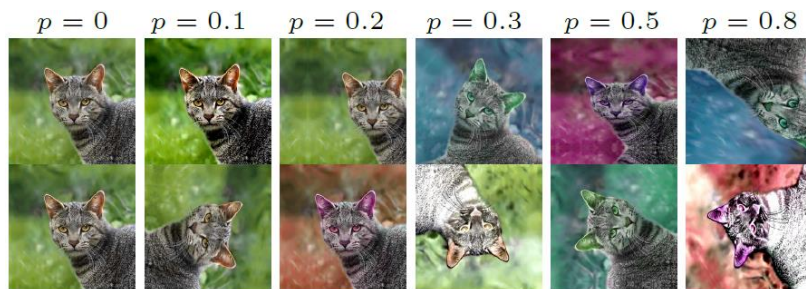 p = 0 p = 0.1 p = 0.2 p = 0.3 p = 0.5 p = 0.8